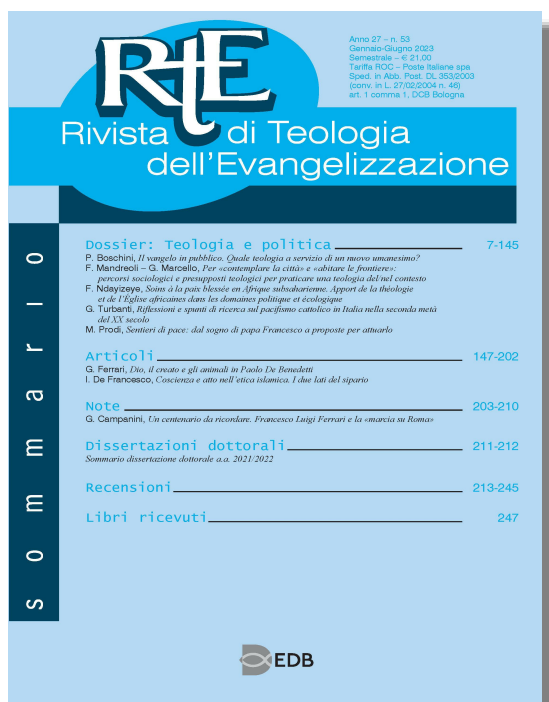 RtE
Anno 27 – n. 53
Gennaio-Giugno 2023
Semestrale – € 21,00
Tariffa ROC – Poste Italiane spa
Sped. in Abb. Post. DL 353/2003
(conv. in L. 27/02/2004 n. 46)
art. 1 comma 1, DCB Bologna
Rivista di Teologia
dell'Evangelizzazione
sommario
Dossier: Teologia e politica 7-145
P. Boschini, Il vangelo in pubblico. Quale teologia a servizio di un nuovo umanesimo?
F. Mandreoli – G. Marcello, Per «contemplare la città» e «abitare le frontiere»:
percorsi sociologici e presupposti teologici per praticare una teologia del/nel contesto
F. Ndayizeye, Soins à la paix blessée en Afrique subsaharienne. Apport de la théologie
et de l'Église africaines dans les domaines politique et écologique
G. Turbanti, Riflessioni e spunti di ricerca sul pacifismo cattolico in Italia nella seconda metà
del XX secolo
M. Prodi, Sentieri di pace: dal sogno di papa Francesco a proposte per attuarlo
Articoli 147-202
G. Ferrari, Dio, il creato e gli animali in Paolo De Benedetti
I. De Francesco, Coscienza e atto nell'etica islamica. I due lati del sipario
Note 203-210
G. Campanini, Un centenario da ricordare. Francesco Luigi Ferrari e la «marcia su Roma»
Dissertazioni dottorali 211-212
Sommario dissertazione dottorale a.a. 2021/2022
Recensioni 213-245
Libri ricevuti 247
EDB